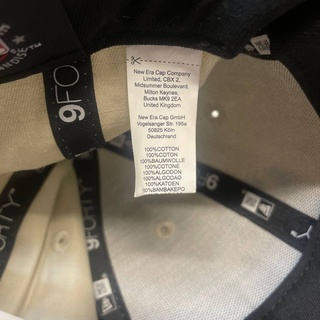 New Era Cap Company
Limited, CBX 2,
Midsummer Boulevard,
Milton Keynes,
Bucks MK9 2EA
United Kingdom
New Era Cap GmbH
Vogelsanger Str. 195a
50825 Köln
Deutschland
100%COTTON
100%COTON
100%BAUMWOLLE
100%COTONE
100%ALGODON
100%ALGODAO
100%KATOEN
9FO
9FORTY